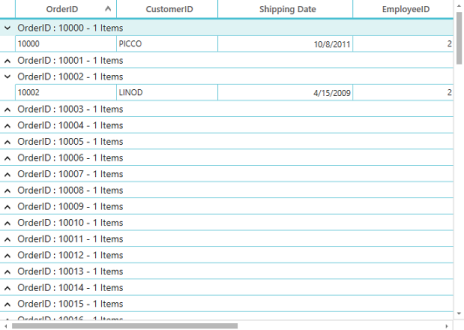 OrderID CustomerID Shipping Date EmployeeID
OrderID : 10000 - 1 Items
10000 PICCO 10/8/2011 2
OrderID : 10001 - 1 Items
OrderID : 10002 - 1 Items
10002 LINOD 4/15/2009 2
OrderID : 10003 - 1 Items
OrderID : 10004 - 1 Items
OrderID : 10005 - 1 Items
OrderID : 10006 - 1 Items
OrderID : 10007 - 1 Items
OrderID : 10008 - 1 Items
OrderID : 10009 - 1 Items
OrderID : 10010 - 1 Items
OrderID : 10011 - 1 Items
OrderID : 10012 - 1 Items
OrderID : 10013 - 1 Items
OrderID : 10014 - 1 Items
OrderID : 10015 - 1 Items
OrderID : 10016 - 1 Items